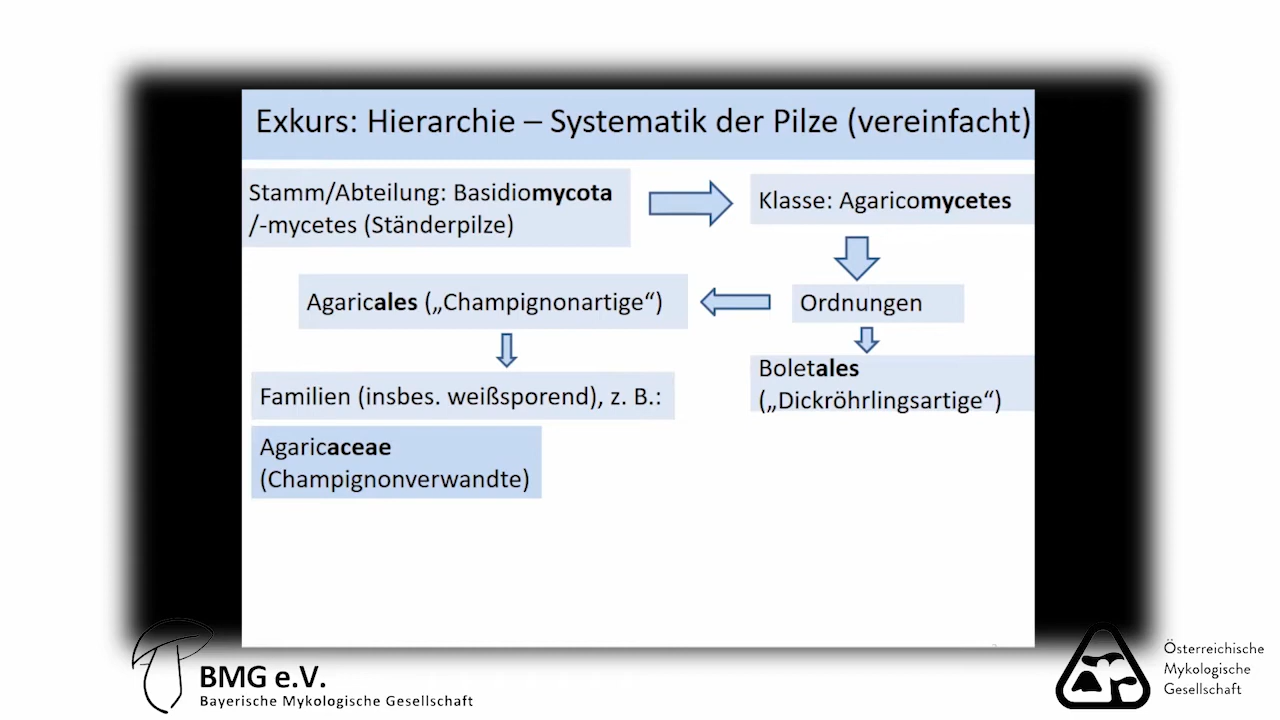 Exkurs: Hierarchie – Systematik der Pilze (vereinfacht)
Stamm/Abteilung: Basidiomycota
/-mycetes (Ständerpilze)
Klasse: Agaricomycetes
Agaricales („Champignonartige“)
Ordnungen
Boletales
(„Dickröhrlingsartige“)
Familien (insbes. weißsporend), z. B.:
Agaricaceae
(Champignonverwandte)
BMG e.V.
Bayerische Mykologische Gesellschaft
Österreichische
Mykologische
Gesellschaft